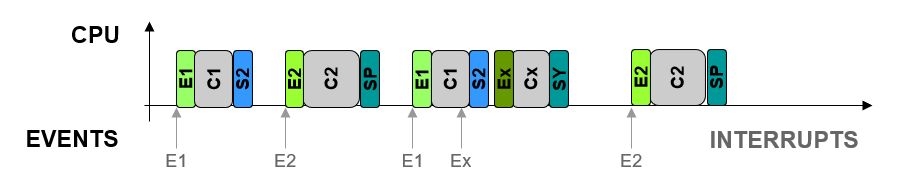 CPU
E1 C1 S2 E2 C2 SP E1 C1 S2 Ex Cx SY E2 C2 SP
EVENTS
INTERRUPTS
E1 E2 E1 Ex E2